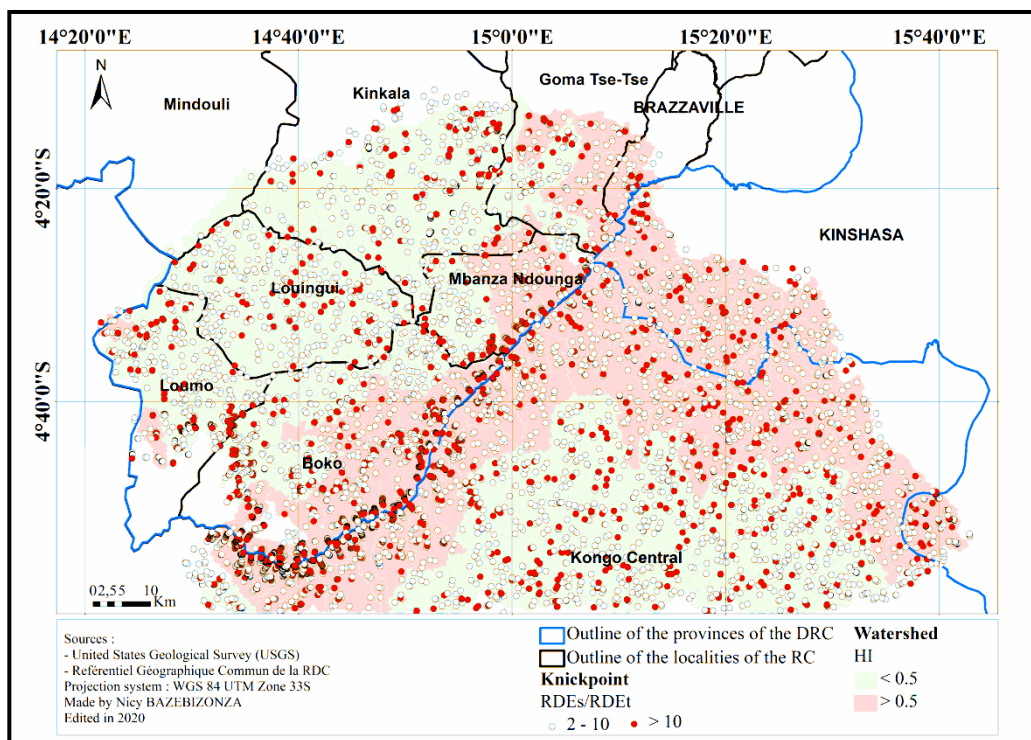 14°20'0"E 14°40'0"E 15°0'0"E 15°20'0"E 15°40'0"E
N
Goma Tse-Tse
Mindouli
Kinkala
BRAZZAVILLE
4°20'0"S
KINSHASA
Mbanza Ndounga
Louingui
Loumo
4°40'0"S
Boko
Kongo Central
02,55 10
Km
Sources :
- United States Geological Survey (USGS)
- Referéntiel Géographique Commun de la RDC
Projection system : WGS 84 UTM Zone 33S
Made by Nicy BAZEBIZONZA
Edited in 2020
Outline of the provinces of the DRC
Outline of the localities of the RC
Knickpoint
RDEs/RDEt
2 - 10 > 10
Watershed
HI
< 0.5
> 0.5